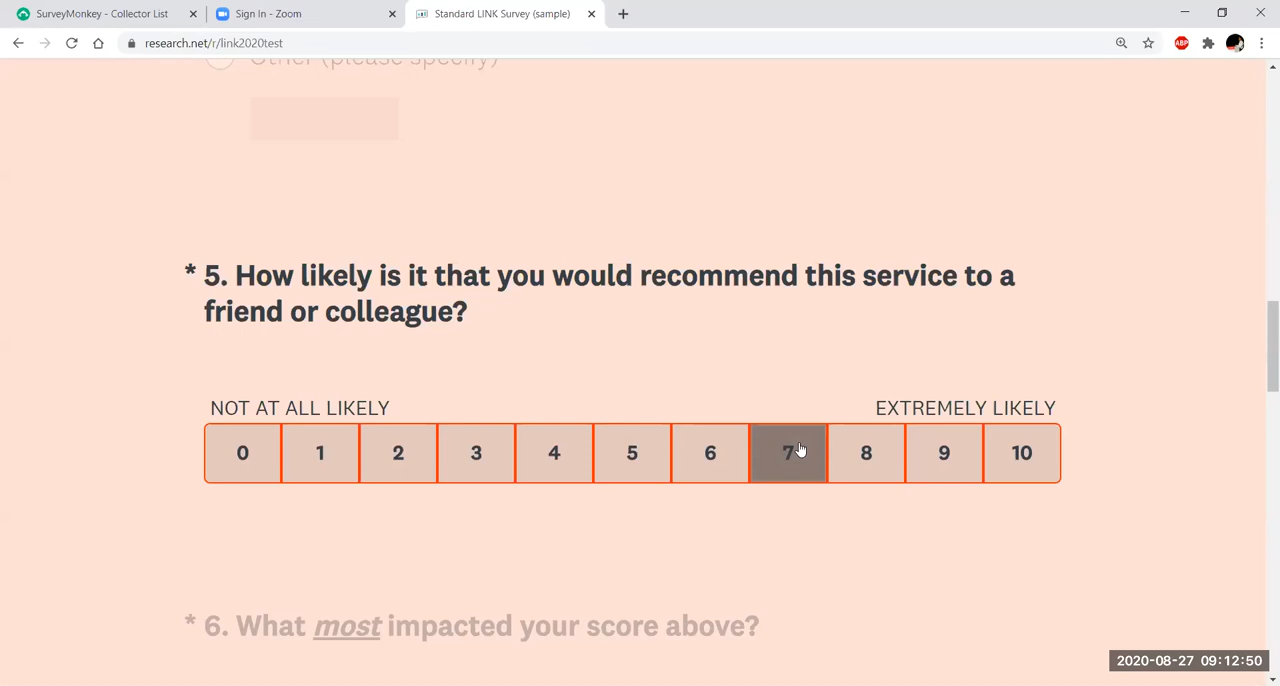 SurveyMonkey - Collector List
Sign In - Zoom
Standard LINK Survey (sample)
research.net/r/link2020test
ABP
Other (please specify)
* 5. How likely is it that you would recommend this service to a
friend or colleague?
NOT AT ALL LIKELY EXTREMELY LIKELY
0 1 2 3 4 5 6 7 8 9 10
* 6. What most impacted your score above?
2020-08-27 09:12:50